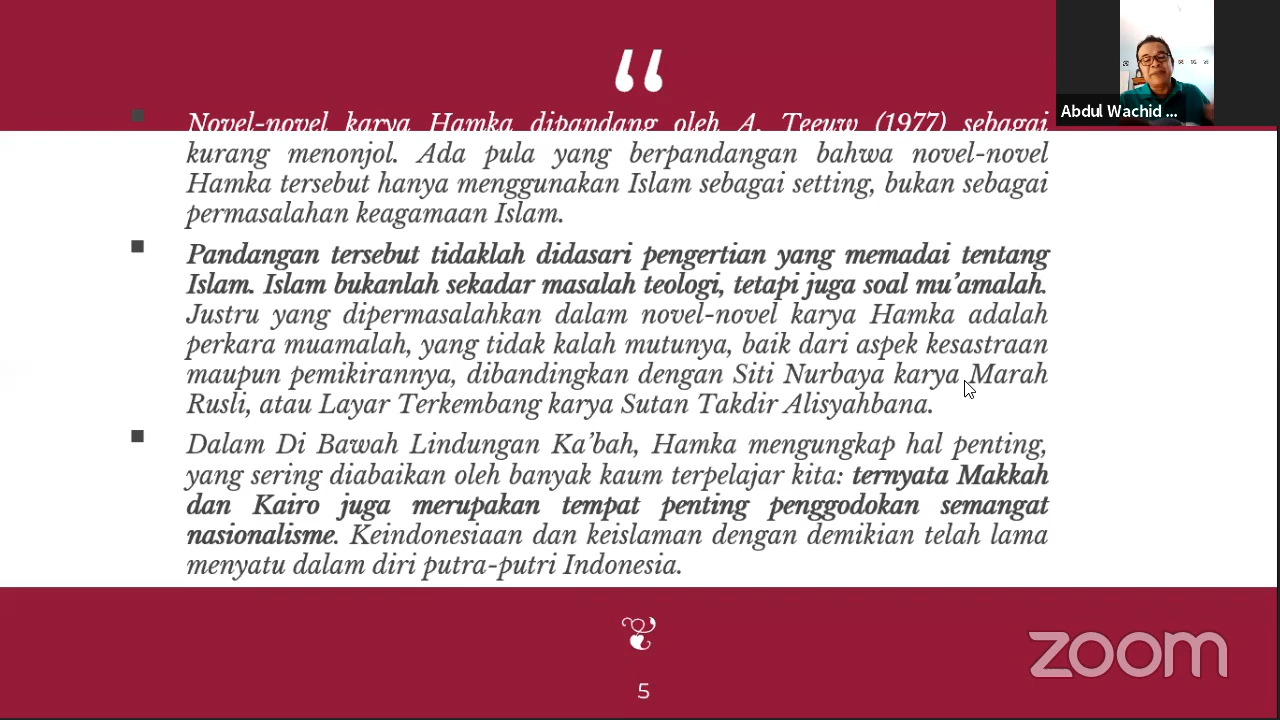 “
Abdul Wachid ...
Novel-novel karya Hamka dipandang oleh A. Teeuw (1977) sebagai
kurang menonjol. Ada pula yang berpandangan bahwa novel-novel
Hamka tersebut hanya menggunakan Islam sebagai setting, bukan sebagai
permasalahan keagamaan Islam.
Pandangan tersebut tidaklah didasari pengertian yang memadai tentang
Islam. Islam bukanlah sekadar masalah teologi, tetapi juga soal mu’amalah.
Justru yang dipermasalahkan dalam novel-novel karya Hamka adalah
perkara muamalah, yang tidak kalah mutunya, baik dari aspek kesastraan
maupun pemikirannya, dibandingkan dengan Siti Nurbaya karya Marah
Rusli, atau Layar Terkembang karya Sutan Takdir Alisyahbana.
Dalam Di Bawah Lindungan Ka’bah, Hamka mengungkap hal penting,
yang sering diabaikan oleh banyak kaum terpelajar kita: ternyata Makkah
dan Kairo juga merupakan tempat penting penggodokan semangat
nasionalisme. Keindonesiaan dan keislaman dengan demikian telah lama
menyatu dalam diri putra-putri Indonesia.
zoom
5